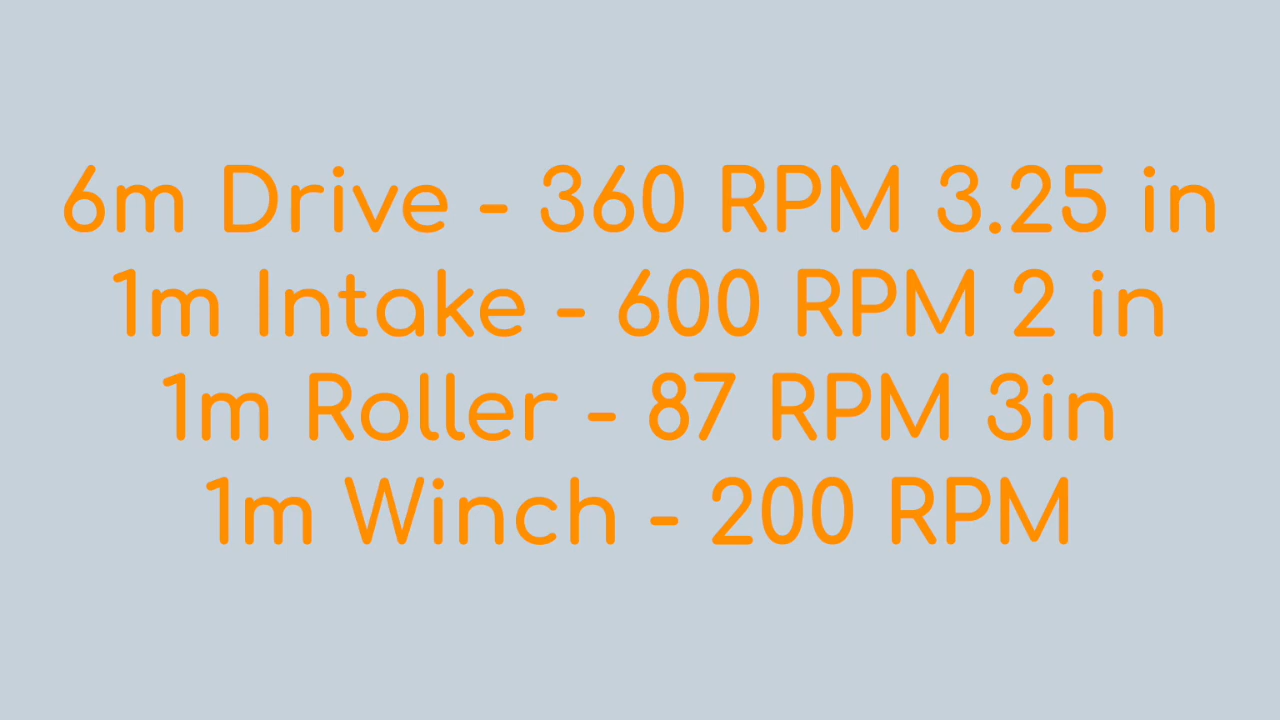 6m Drive - 360 RPM 3.25 in
1m Intake - 600 RPM 2 in
1m Roller - 87 RPM 3in
1m Winch - 200 RPM